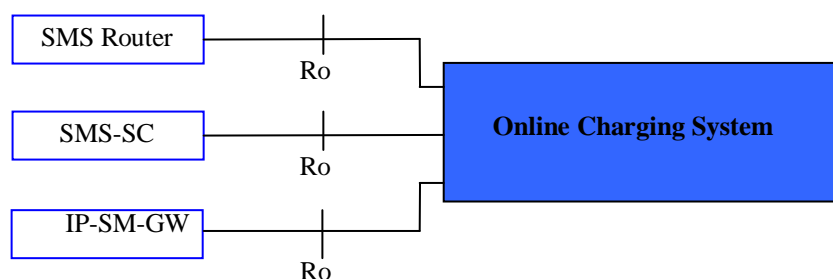 SMS Router
Ro
SMS-SC
Ro
IP-SM-GW
Ro
Online Charging System